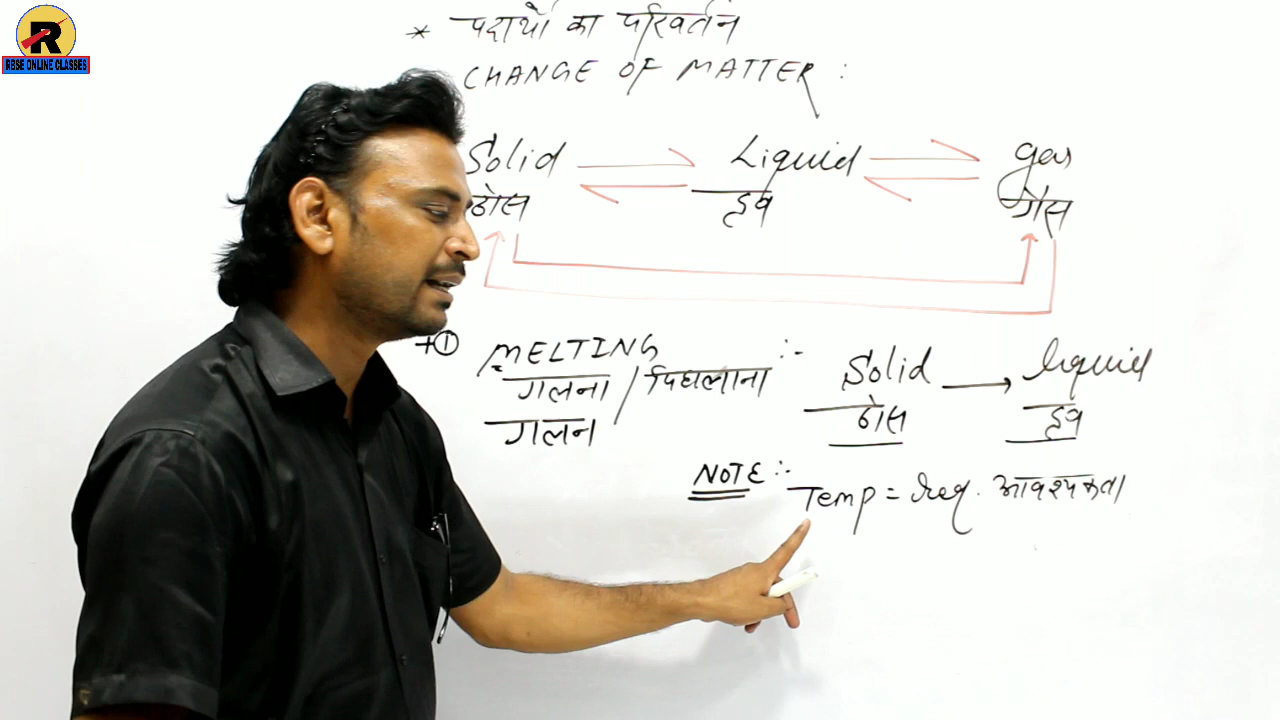 R
RBSE ONLINE CLASSES
* पदार्थो का परिवर्तन
CHANGE OF MATTER :
Solid Liquid gas
ठोस द्रव गैस
+① MELTING :- Solid → liquid
गलना / पिघलाना ठोस द्रव
गलन
NOTE :- Temp = req. आवश्यकता